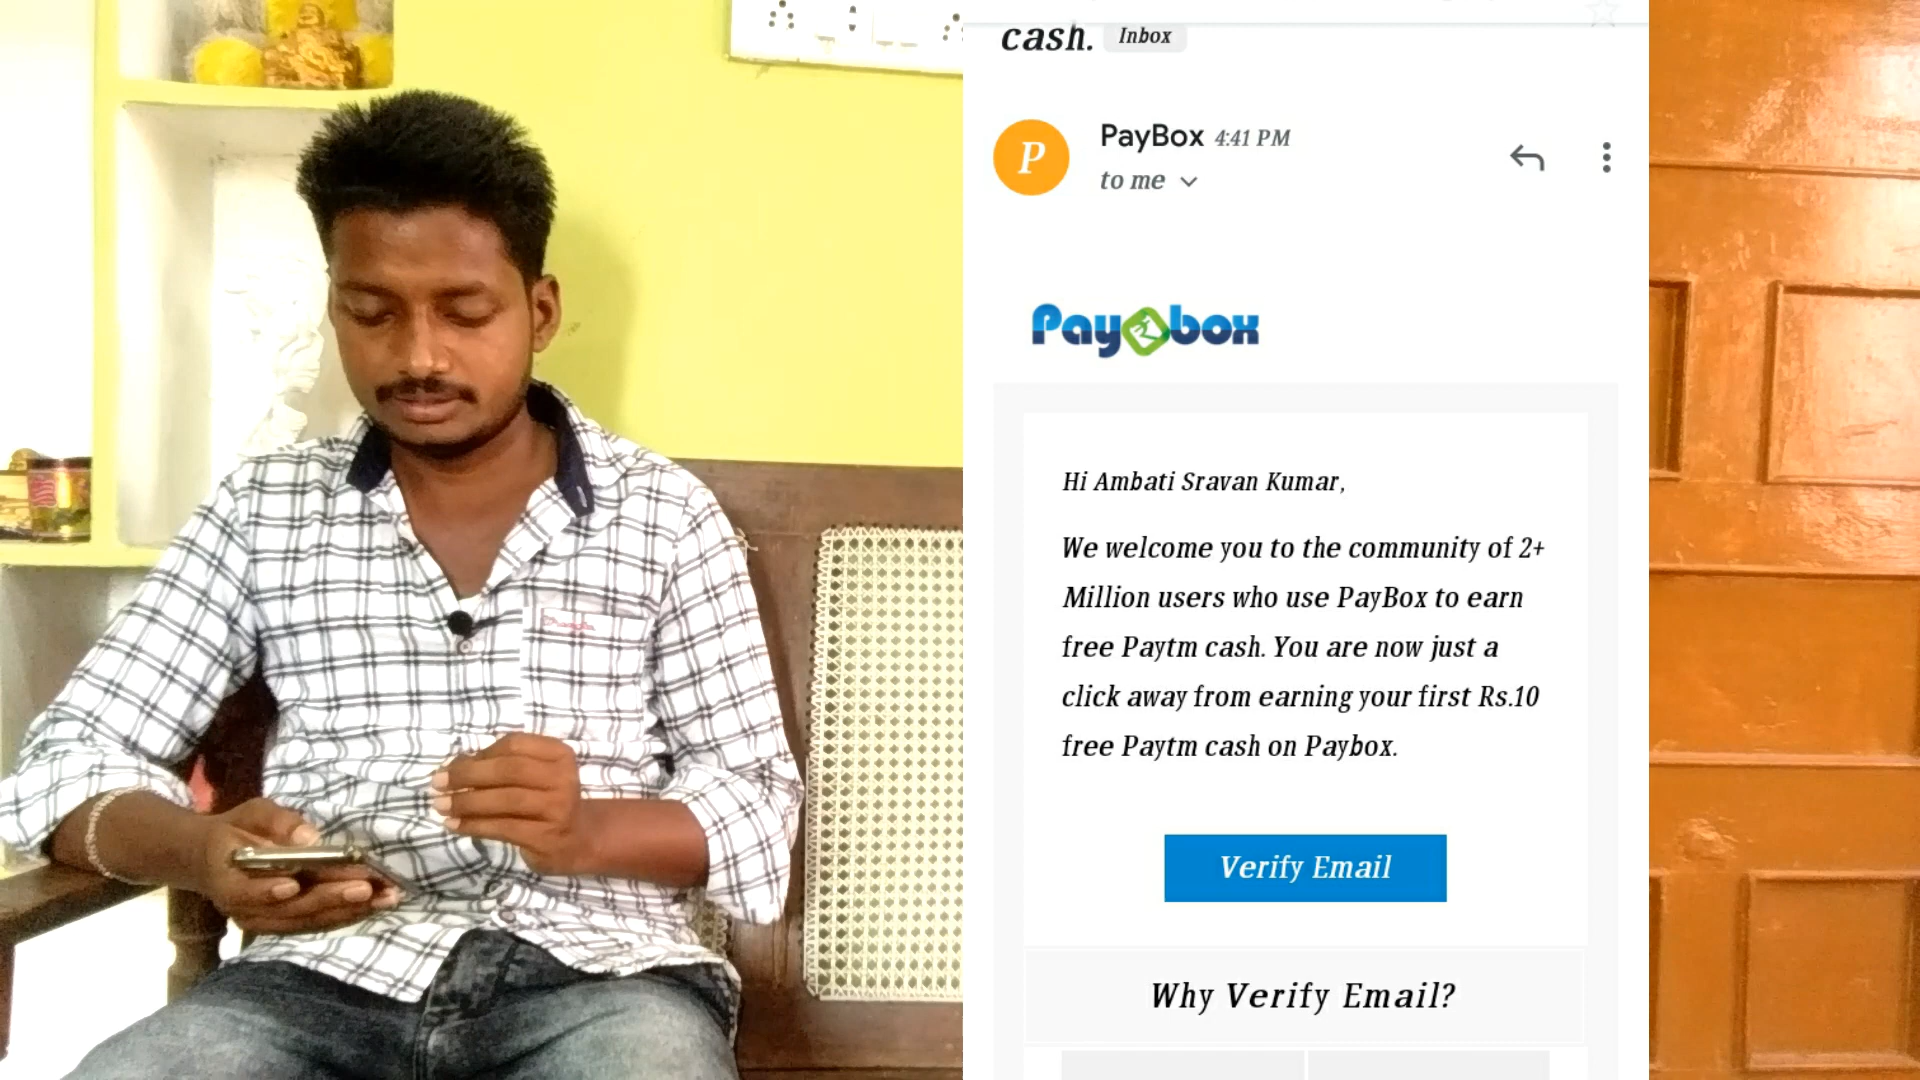 cash. Inbox
P
PayBox 4:41 PM
to me
Paybox
Hi Ambati Sravan Kumar,
We welcome you to the community of 2+
Million users who use PayBox to earn
free Paytm cash. You are now just a
click away from earning your first Rs.10
free Paytm cash on Paybox.
Verify Email
Why Verify Email?